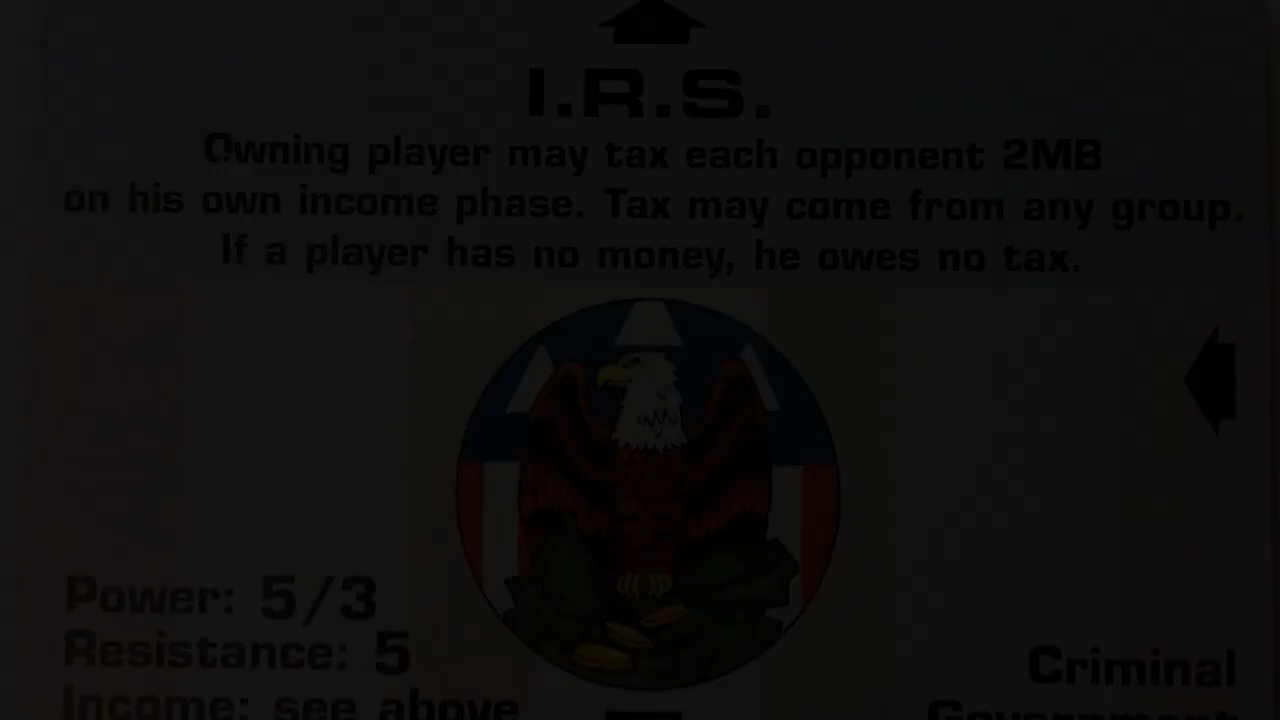 I.R.S.
Owning player may tax each opponent 2MB
on his own income phase. Tax may come from any group.
If a player has no money, he owes no tax.
Power: 5/3
Resistance: 5
Criminal
Income: see above
Government